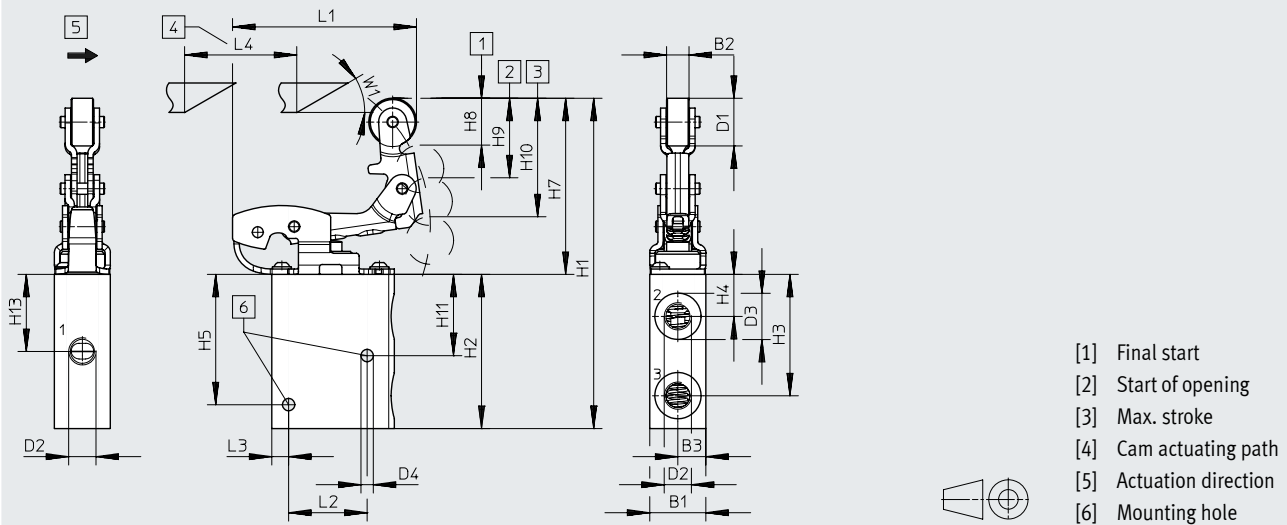 5
4
L1
L4
1
2
3
B2
W1
H8
H9
H10
H7
H1
D1
H13
1
H5
6
H11
H2
2
3
H4
D3
H3
D2
L3
L2
D4
B3
D2
B1
[1] Final start
[2] Start of opening
[3] Max. stroke
[4] Cam actuating path
[5] Actuation direction
[6] Mounting hole